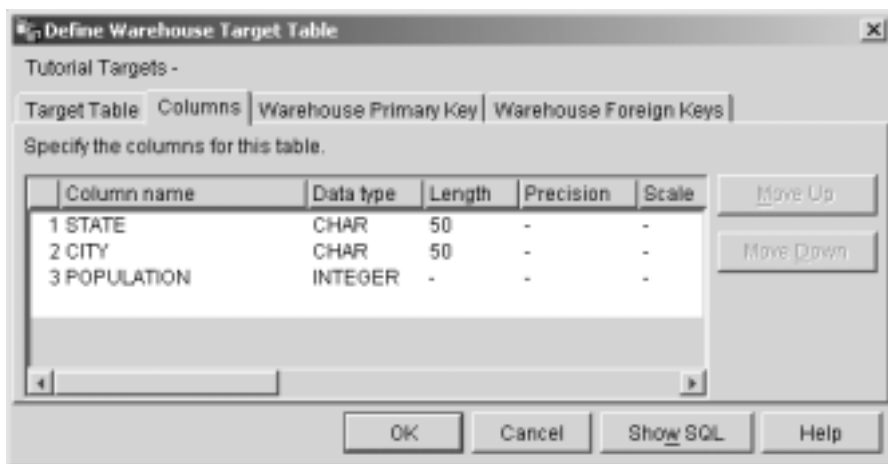 Define Warehouse Target Table
Tutorial Targets -
Target Table Columns Warehouse Primary Key Warehouse Foreign Keys
Specify the columns for this table.
Column name Data type Length Precision Scale
1 STATE CHAR 50 - -
2 CITY CHAR 50 - -
3 POPULATION INTEGER - - -
Move Up
Move Down
OK Cancel Show SQL Help